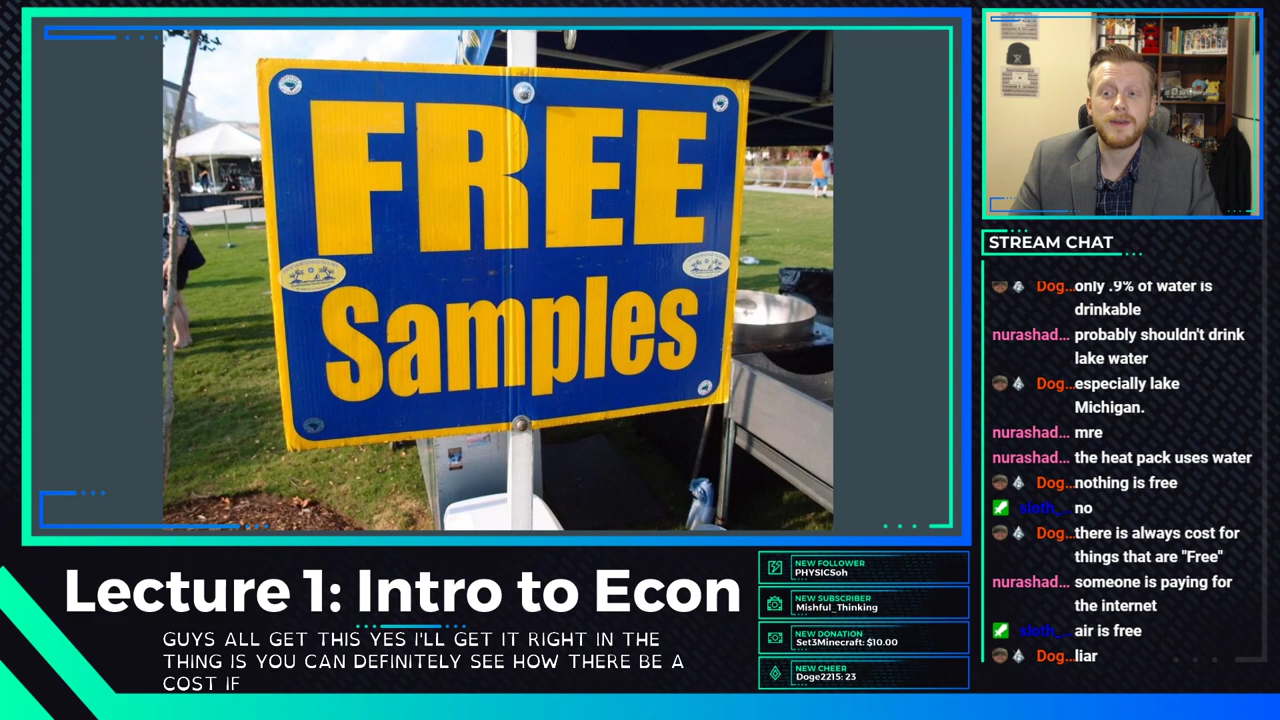 FREE
Samples
STREAM CHAT
Dog...only .9% of water is
drinkable
nurashad... probably shouldn't drink
lake water
Dog...especially lake
Michigan.
nurashad... mre
nurashad... the heat pack uses water
Dog...nothing is free
sloth_... no
Dog...there is always cost for
things that are "Free"
nurashad... someone is paying for
the internet
sloth_... air is free
Dog...liar
Lecture 1: Intro to Econ
GUYS ALL GET THIS YES I'LL GET IT RIGHT IN THE
THING IS YOU CAN DEFINITELY SEE HOW THERE BE A
COST IF
NEW FOLLOWER
PHYSICSoh
NEW SUBSCRIBER
Mishful_Thinking
NEW DONATION
Set3Minecraft: $10.00
NEW CHEER
Doge2215: 23